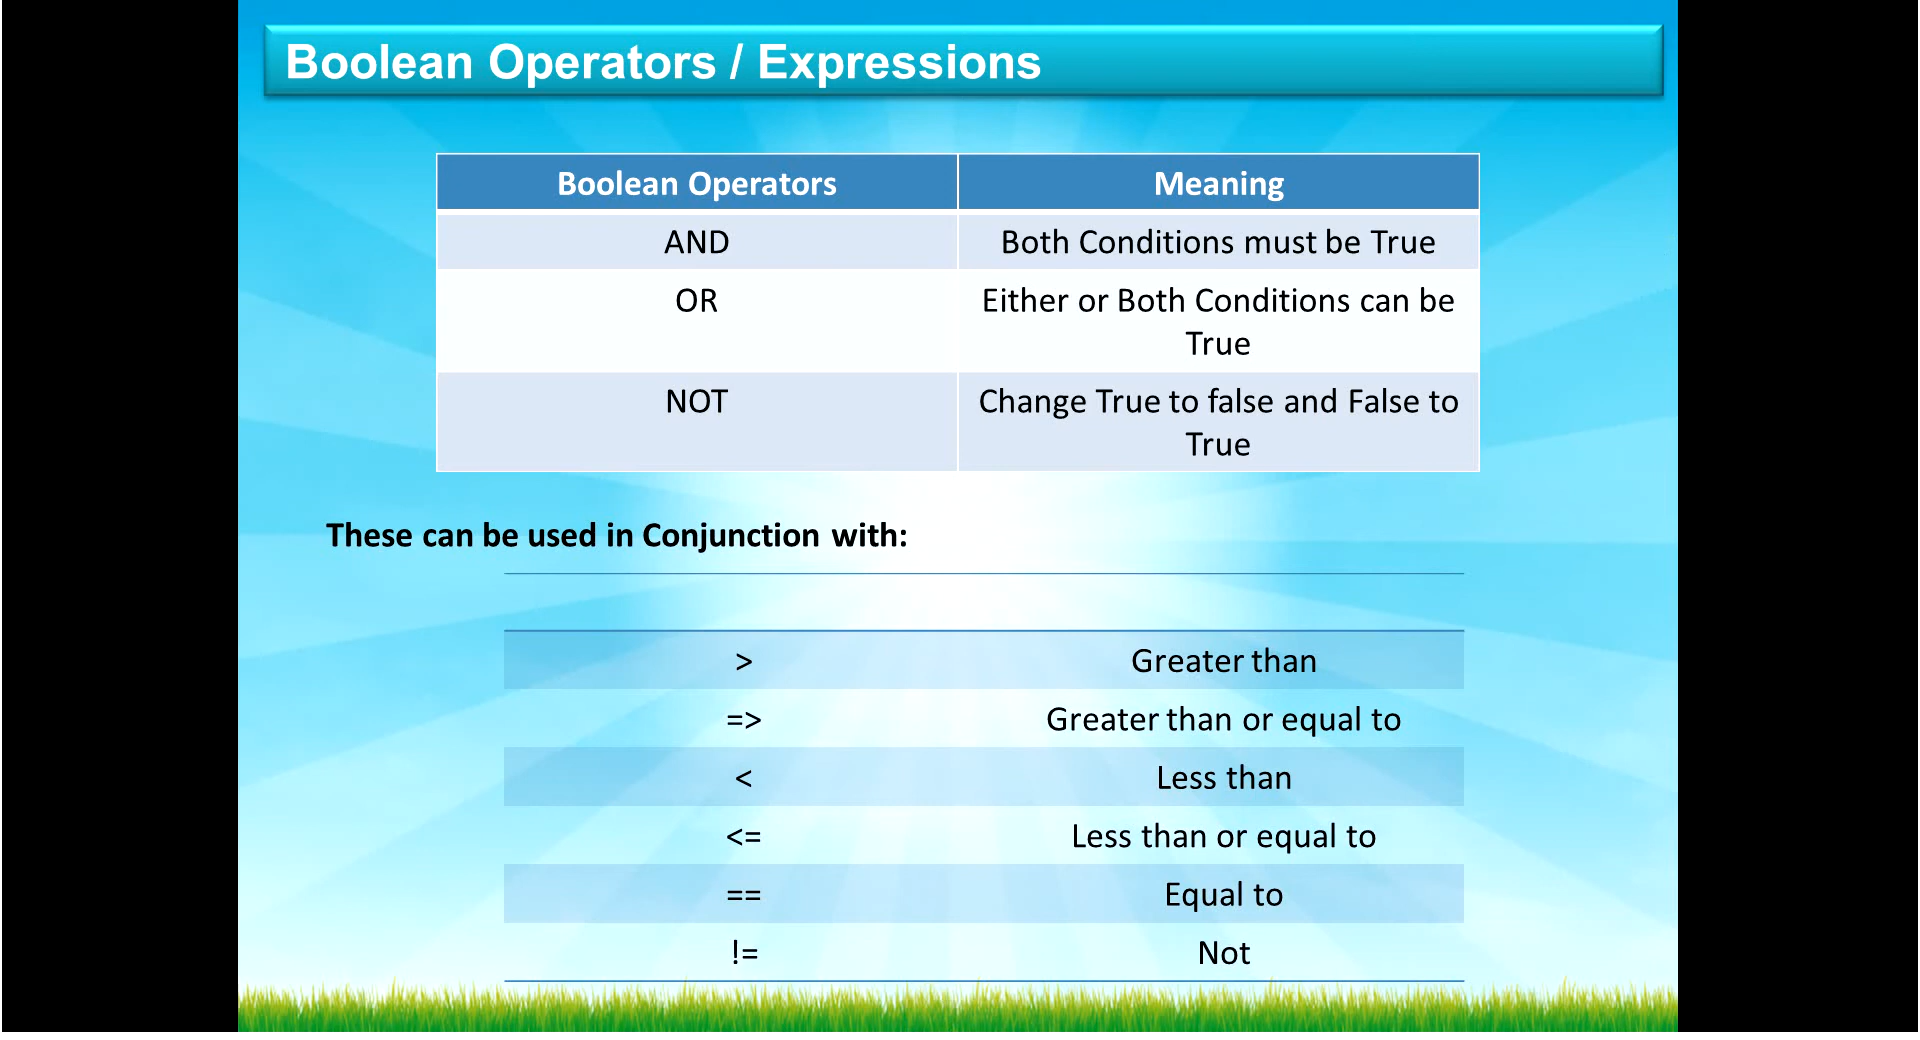 Boolean Operators / Expressions
Boolean Operators Meaning
AND Both Conditions must be True
OR Either or Both Conditions can be
True
NOT Change True to false and False to
True
These can be used in Conjunction with:
> Greater than
=> Greater than or equal to
< Less than
<= Less than or equal to
== Equal to
!= Not